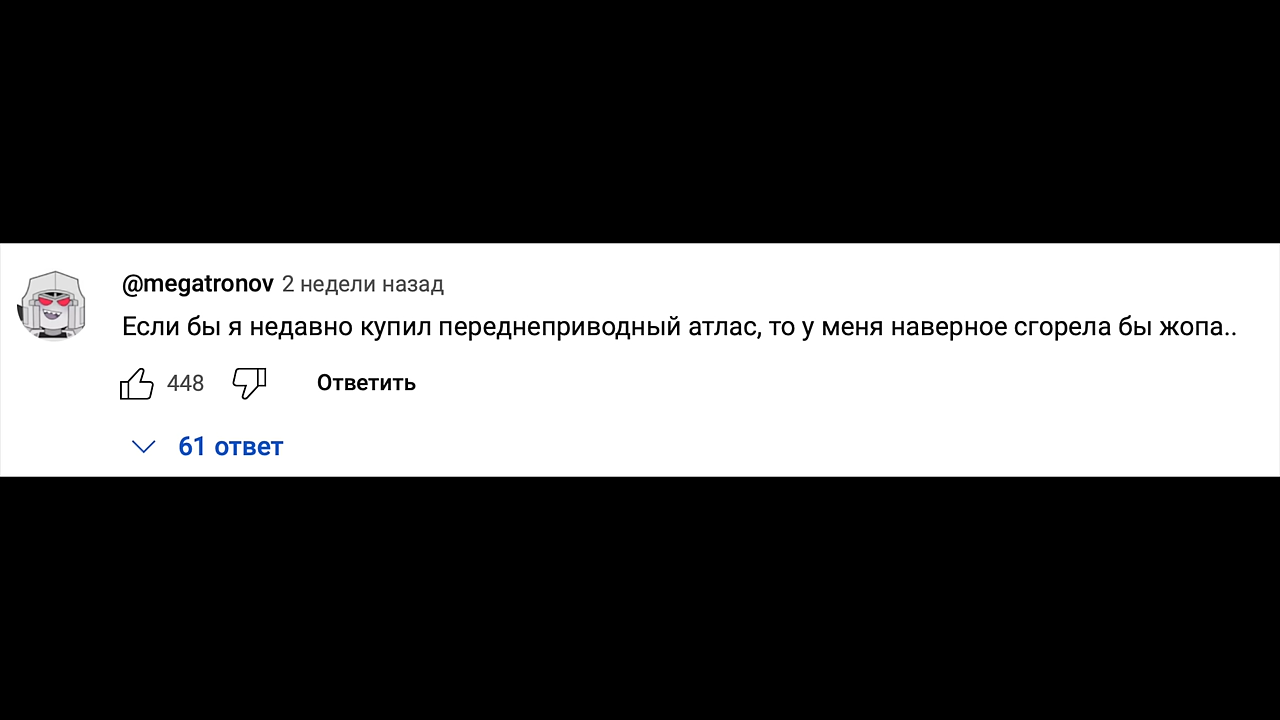 @megatronov 2 недели назад
Если бы я недавно купил переднеприводный атлас, то у меня наверное сгорела бы жопа..
448 Ответить
61 ответ